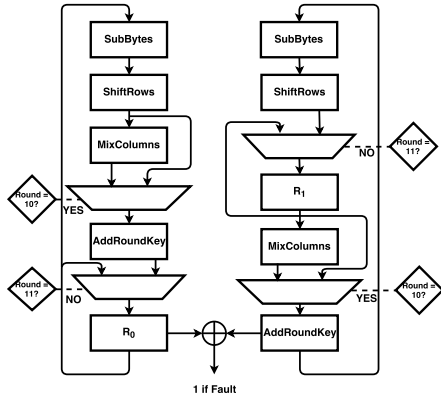 SubBytes
SubBytes
ShiftRows
ShiftRows
MixColumns
Round =
11?
NO
R1
Round =
10?
YES
AddRoundKey
MixColumns
Round =
11?
NO
Round =
10?
YES
R0
AddRoundKey
1 if Fault